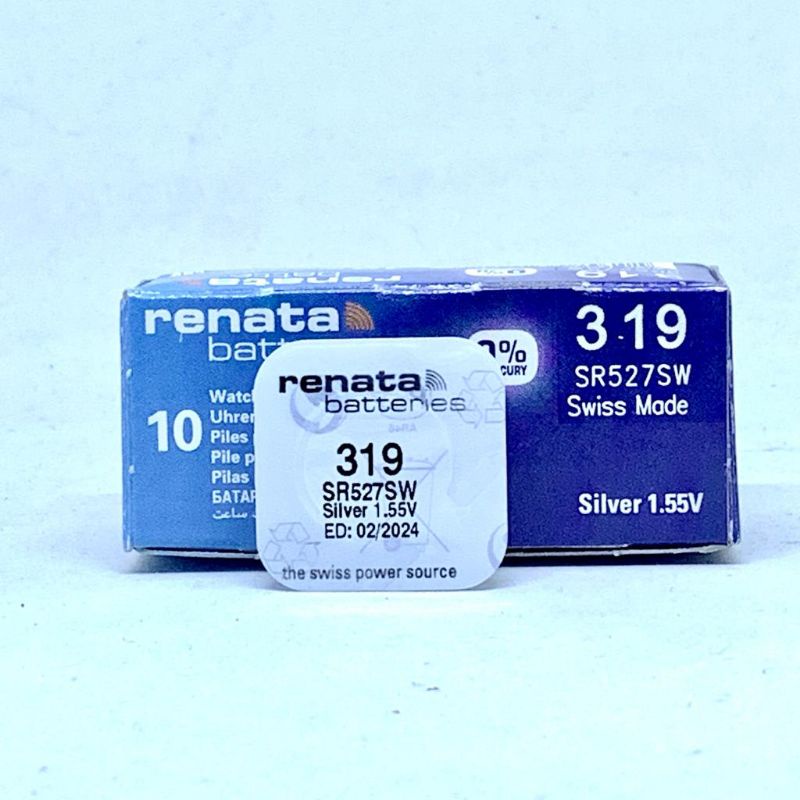 renata
batt
10
Watc
Uhren
Piles
Pile p
Pilas
БАТАР
ساعت
%
CURY
3 19
SR527SW
Swiss Made
Silver 1.55V
renata
batteries
319
SR527SW
Silver 1.55V
ED: 02/2024
the swiss power source